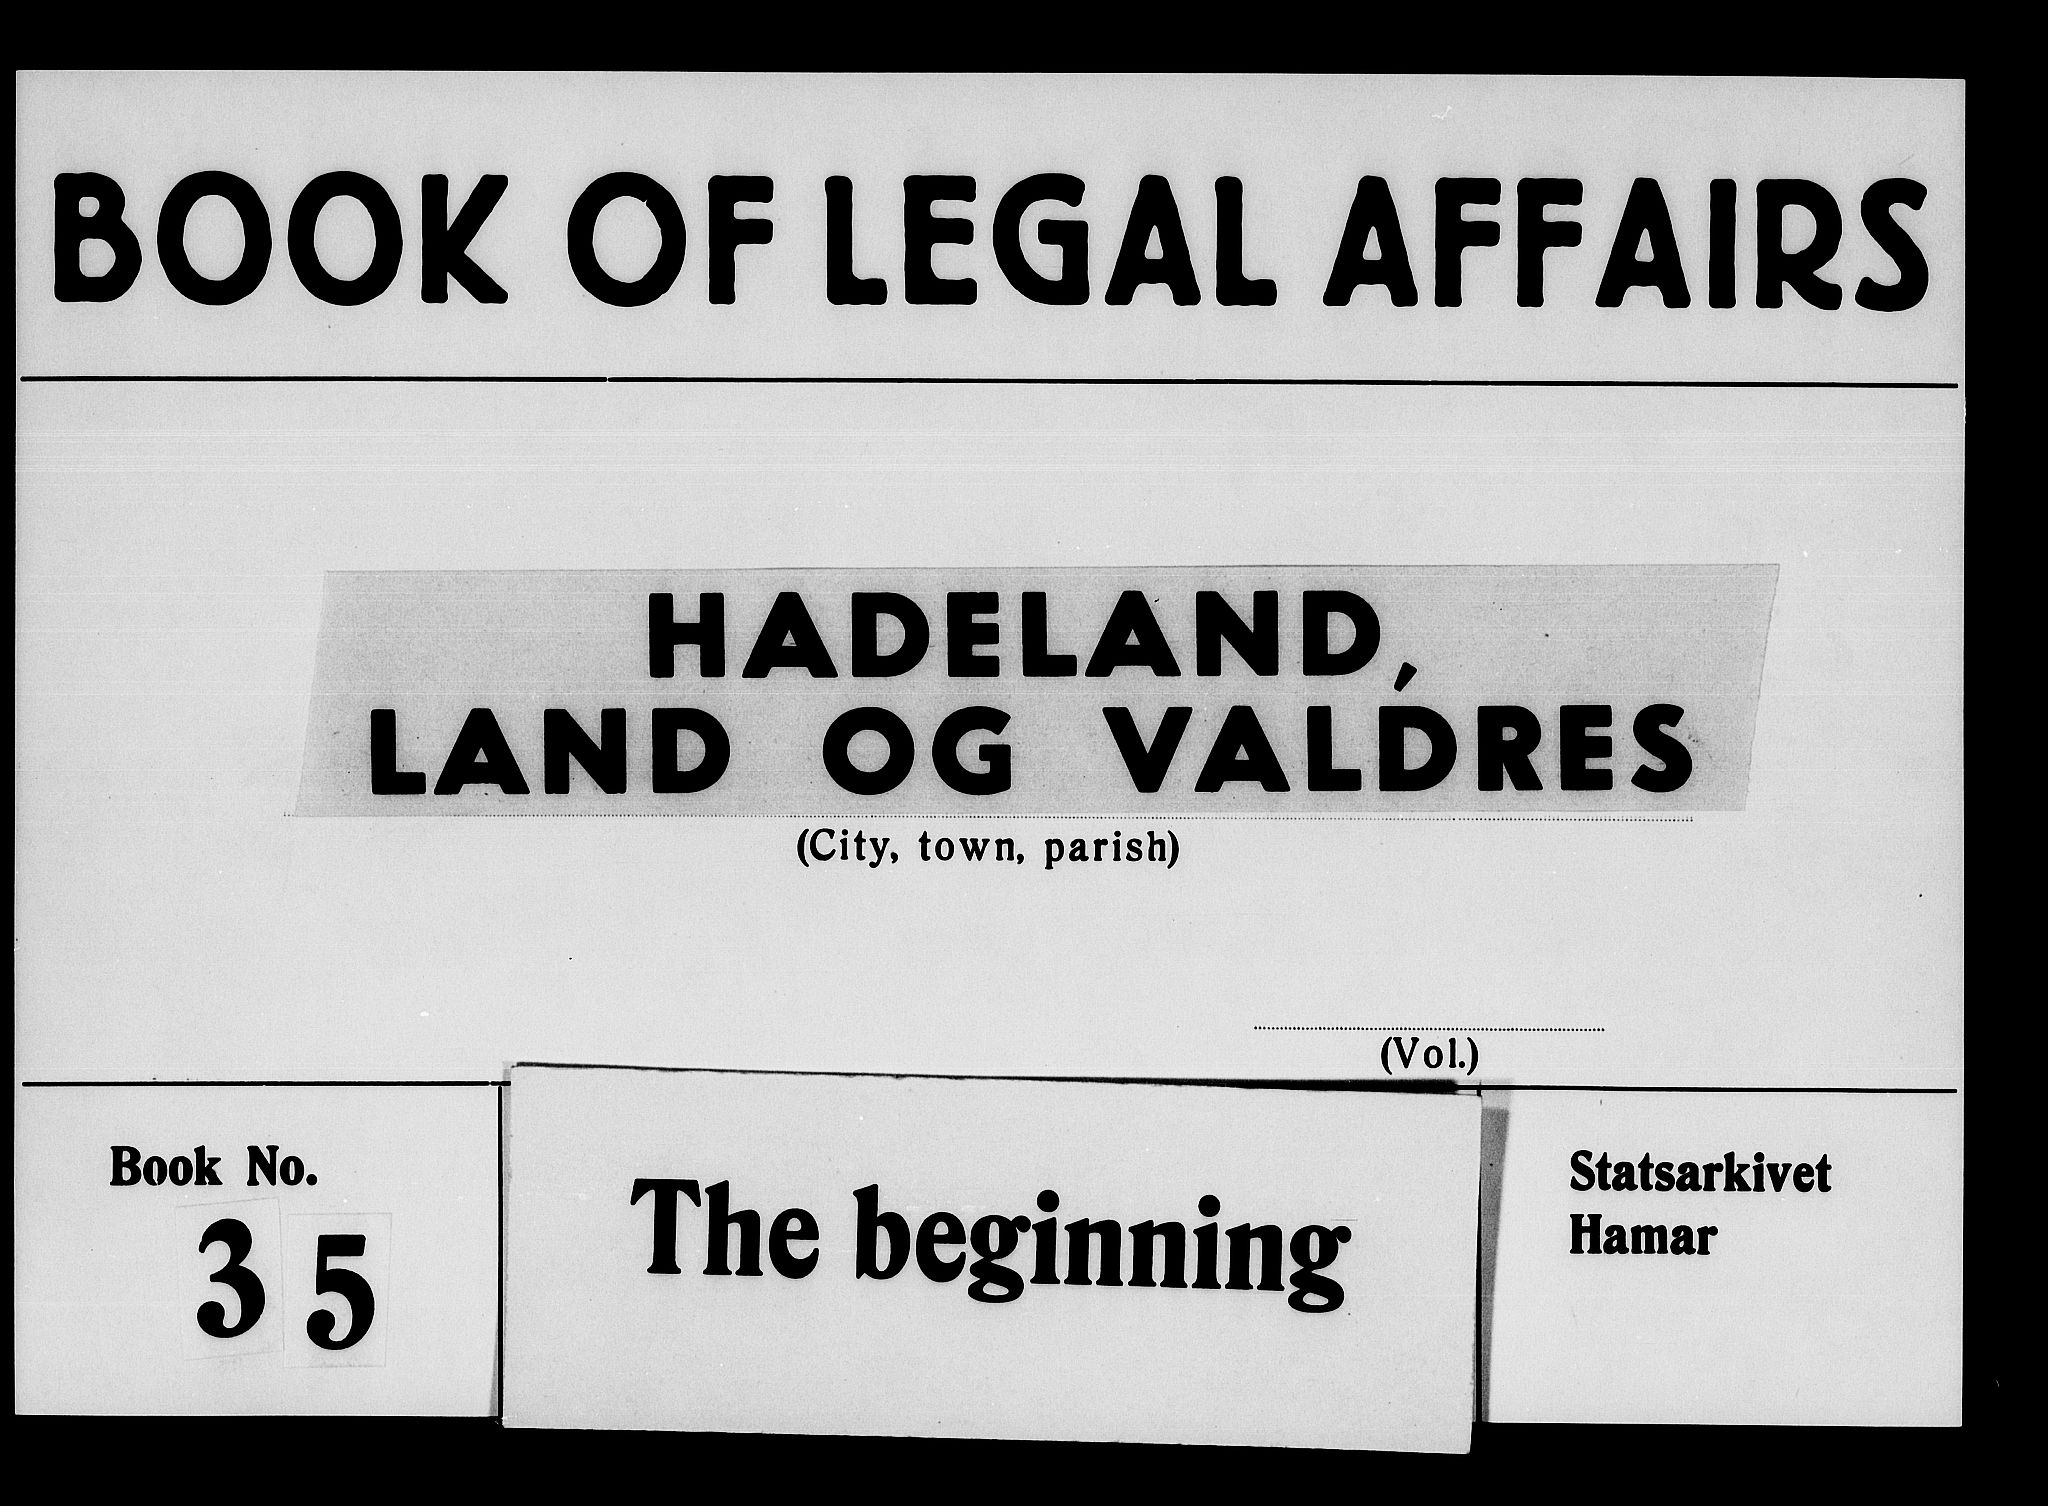 BOOK OF LEGAL AFFAIRS
HADELAND,
LAND OG VALDRES
(City, town, parish)
(Vol.)
Book No.
35
The beginning
Statsarkivet
Hamar